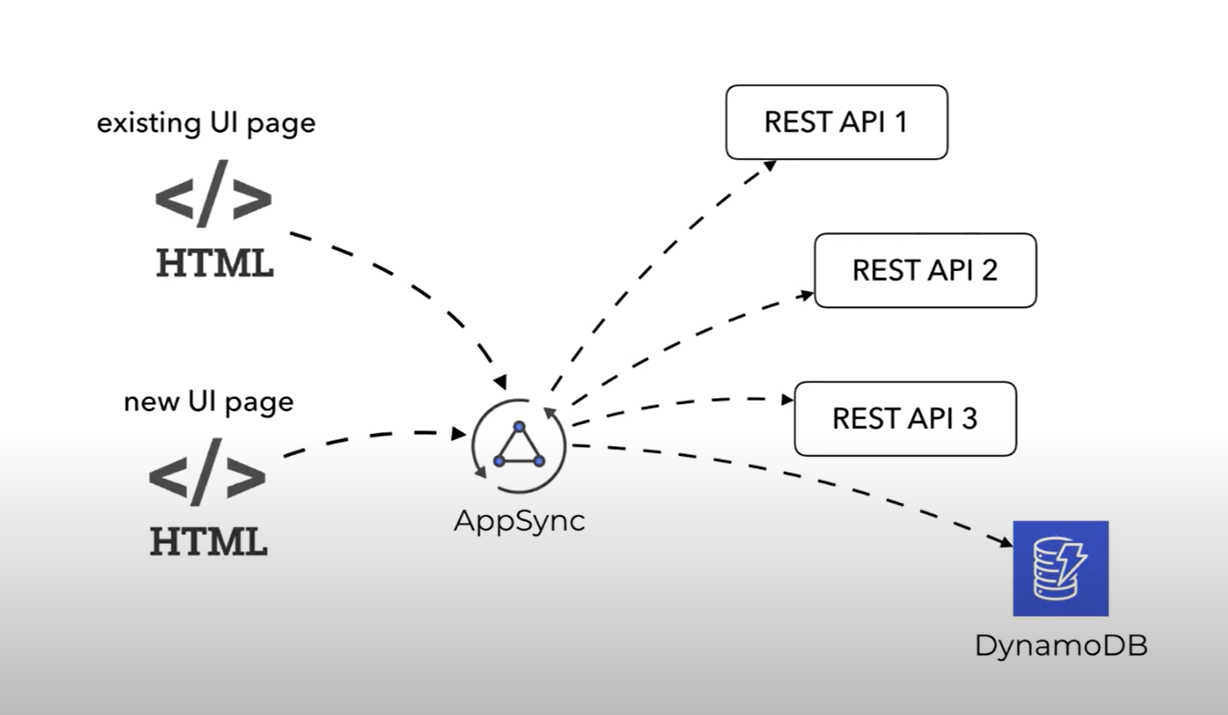 existing UI page
</>
HTML
new UI page
</>
HTML
AppSync
REST API 1
REST API 2
REST API 3
DynamoDB